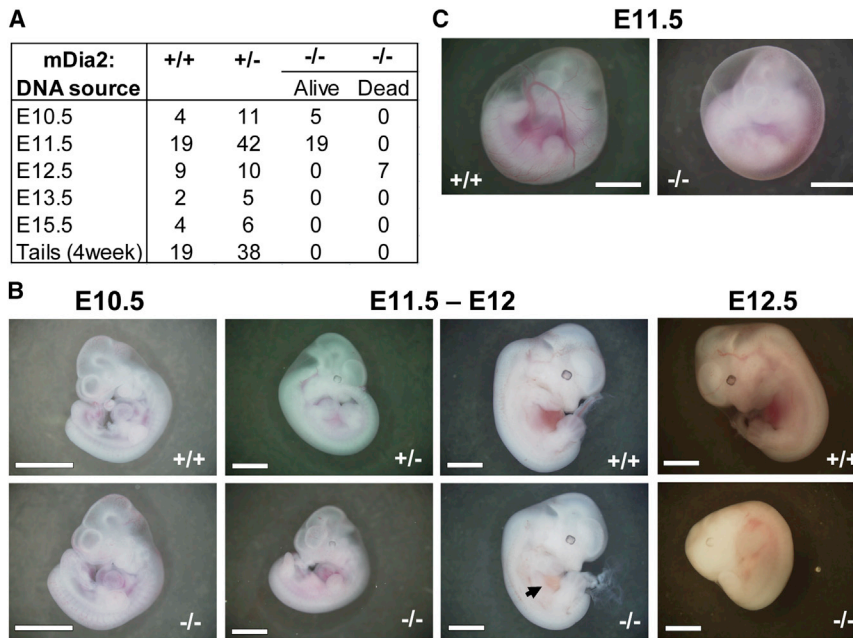 A
mDia2: +/+ +/- -/- -/-
DNA source Alive Dead
E10.5 4 11 5 0
E11.5 19 42 19 0
E12.5 9 10 0 7
E13.5 2 5 0 0
E15.5 4 6 0 0
Tails (4week) 19 38 0 0
C
E11.5
+/+ -/-
B
E10.5 E11.5 – E12 E12.5
+/+ +/- +/+ +/+
-/- -/- -/- -/-